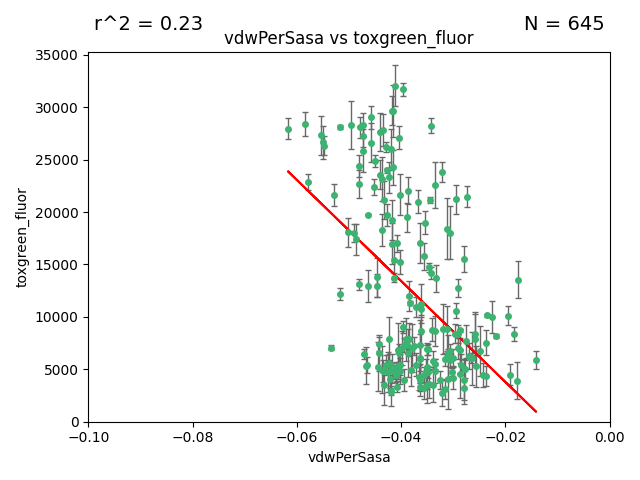 r^2 = 0.23
N = 645
vdwPerSasa vs toxgreen_fluor
35000
30000
25000
20000
15000
10000
5000
0
toxgreen_fluor
−0.10
−0.08
−0.06
−0.04
−0.02
0.00
vdwPerSasa